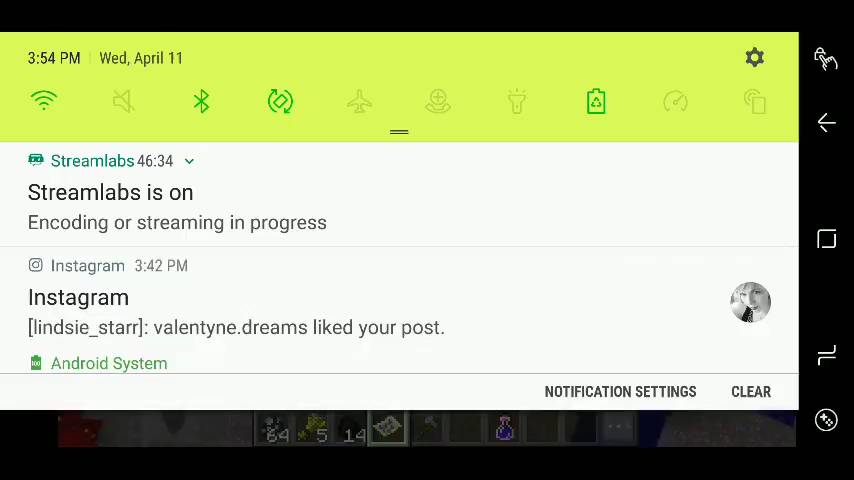 3:54 PM Wed, April 11
Streamlabs 46:34
Streamlabs is on
Encoding or streaming in progress
Instagram 3:42 PM
Instagram
[lindsie_starr]: valentyne.dreams liked your post.
100 Android System
NOTIFICATION SETTINGS CLEAR
64 5 14